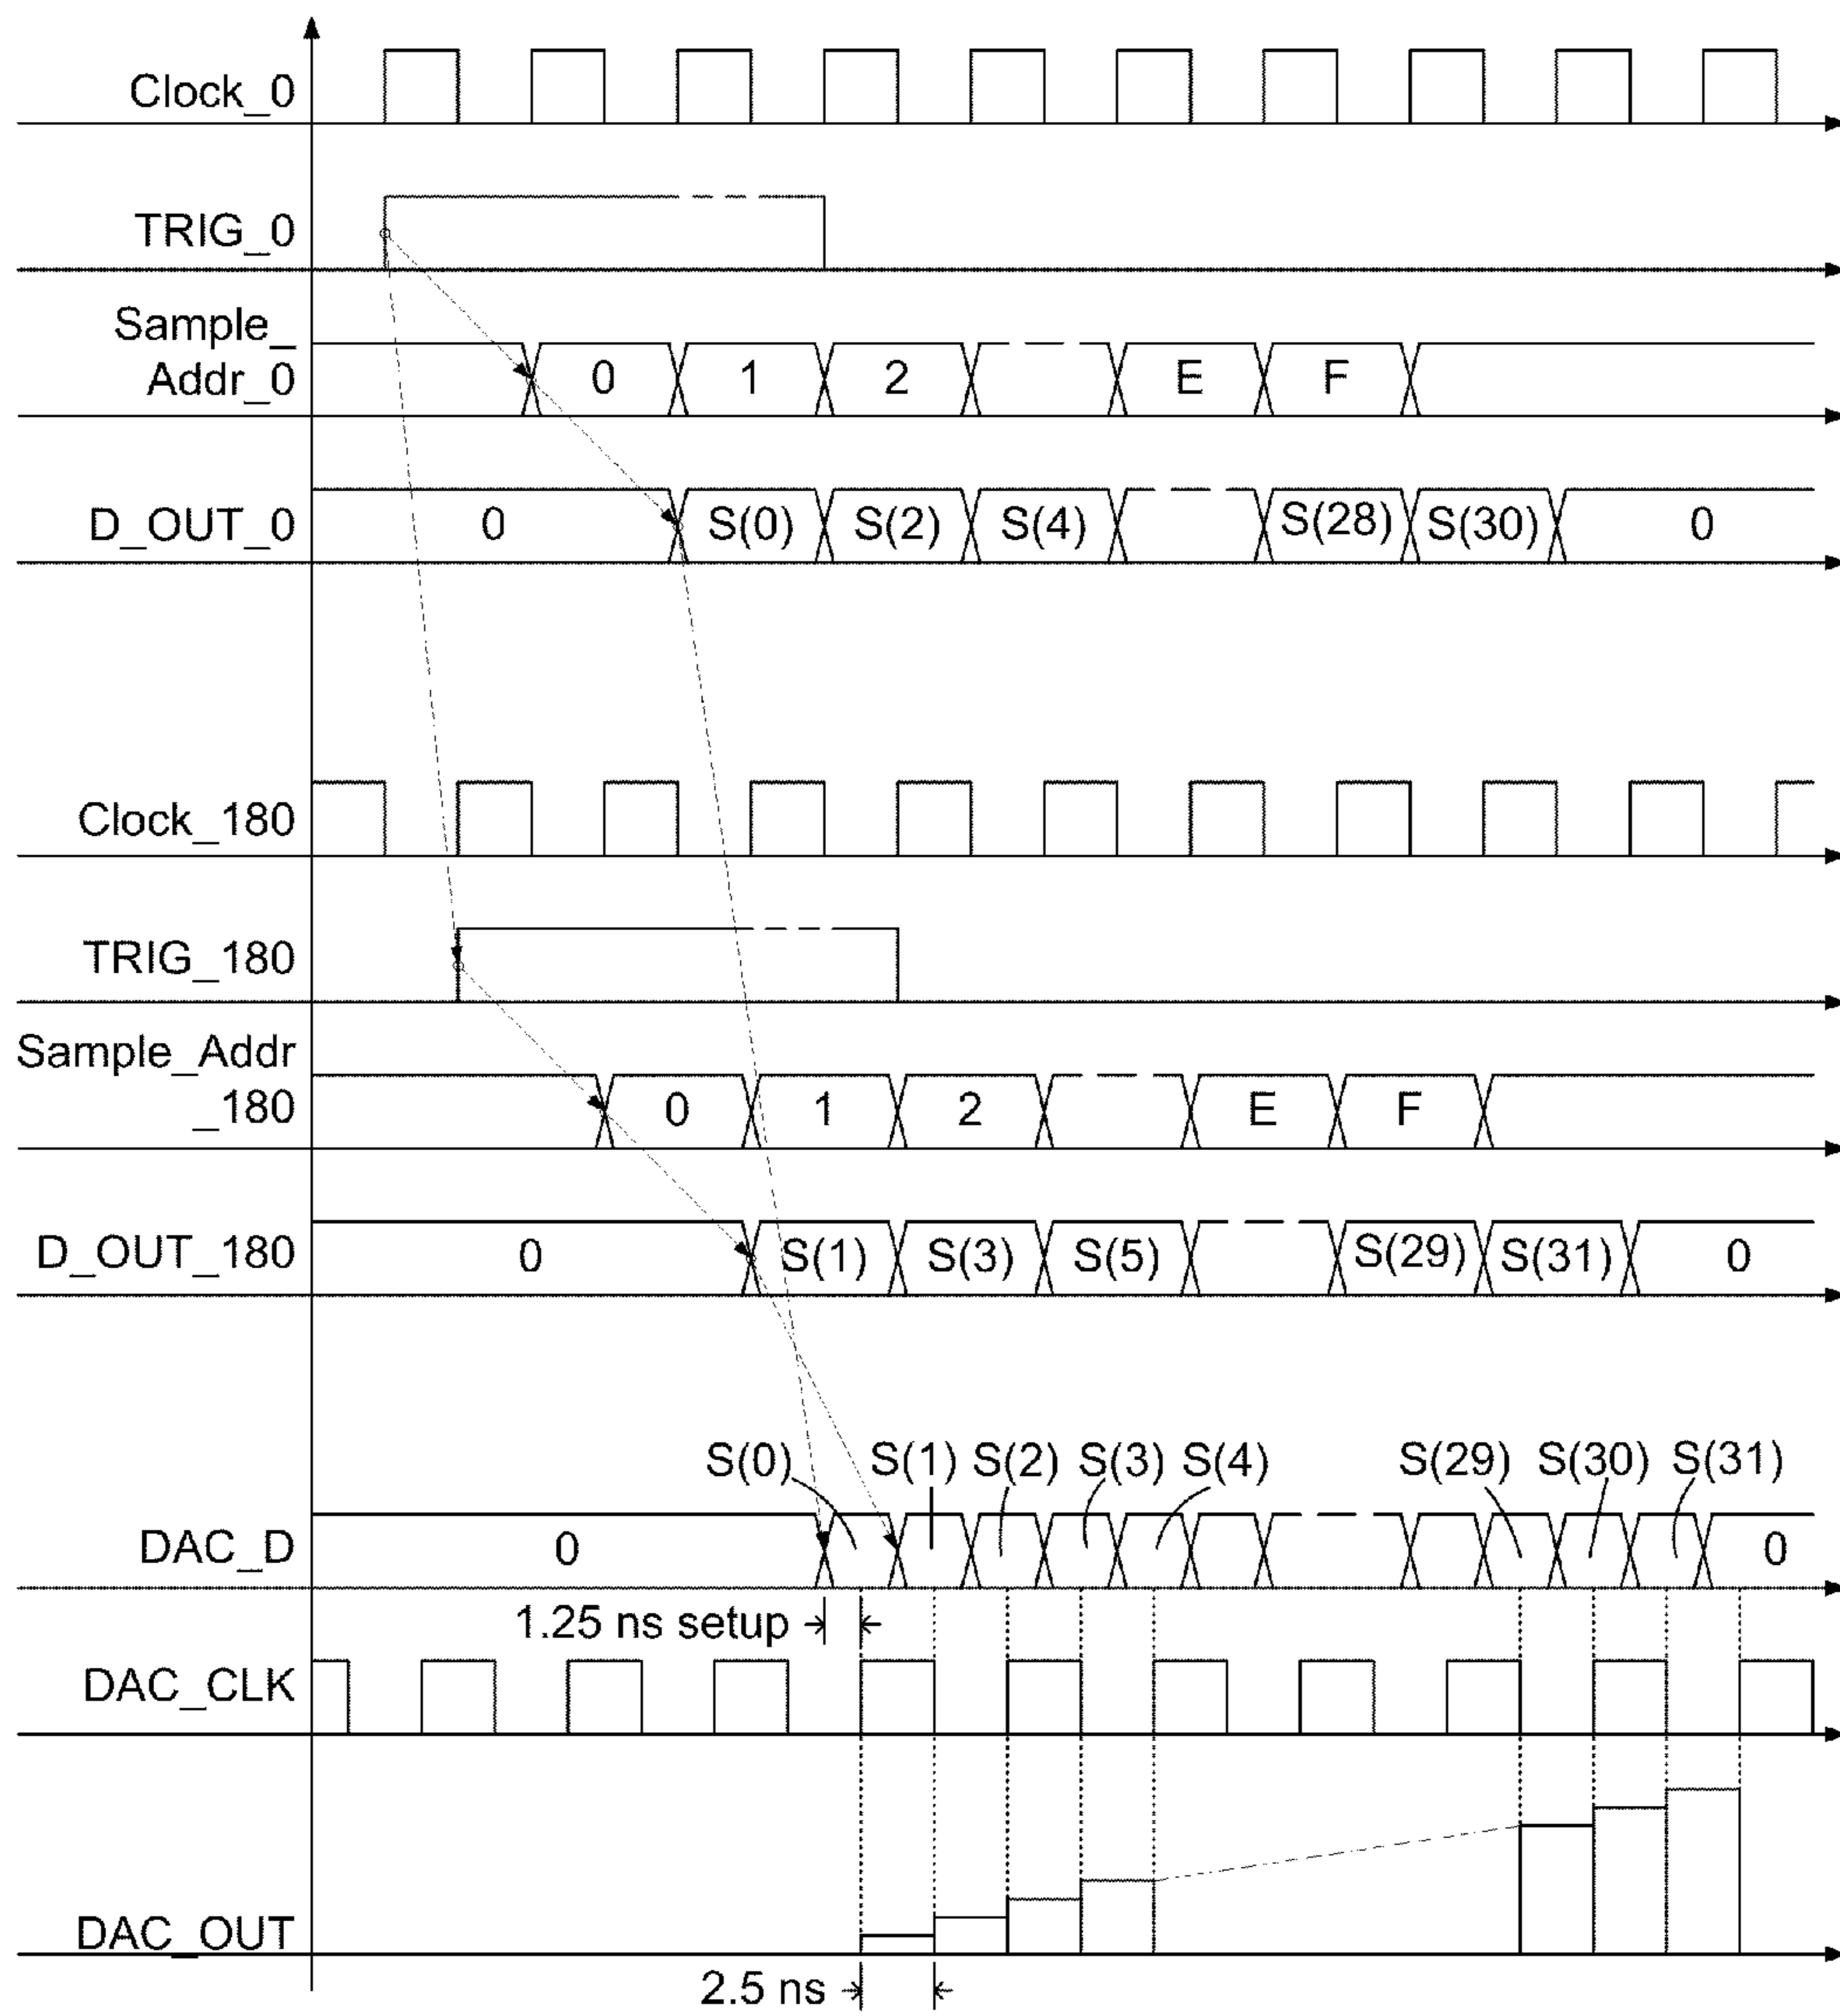 Clock_0
TRIG_0
Sample_
Addr_0
0 1 2 E F
D_OUT_0
0 S(0) S(2) S(4) S(28) S(30) 0
Clock_180
TRIG_180
Sample_Addr
_180
0 1 2 E F
D_OUT_180
0 S(1) S(3) S(5) S(29) S(31) 0
S(0) S(1) S(2) S(3) S(4) S(29) S(30) S(31)
DAC_D
0 0
1.25 ns setup
DAC_CLK
DAC_OUT
2.5 ns